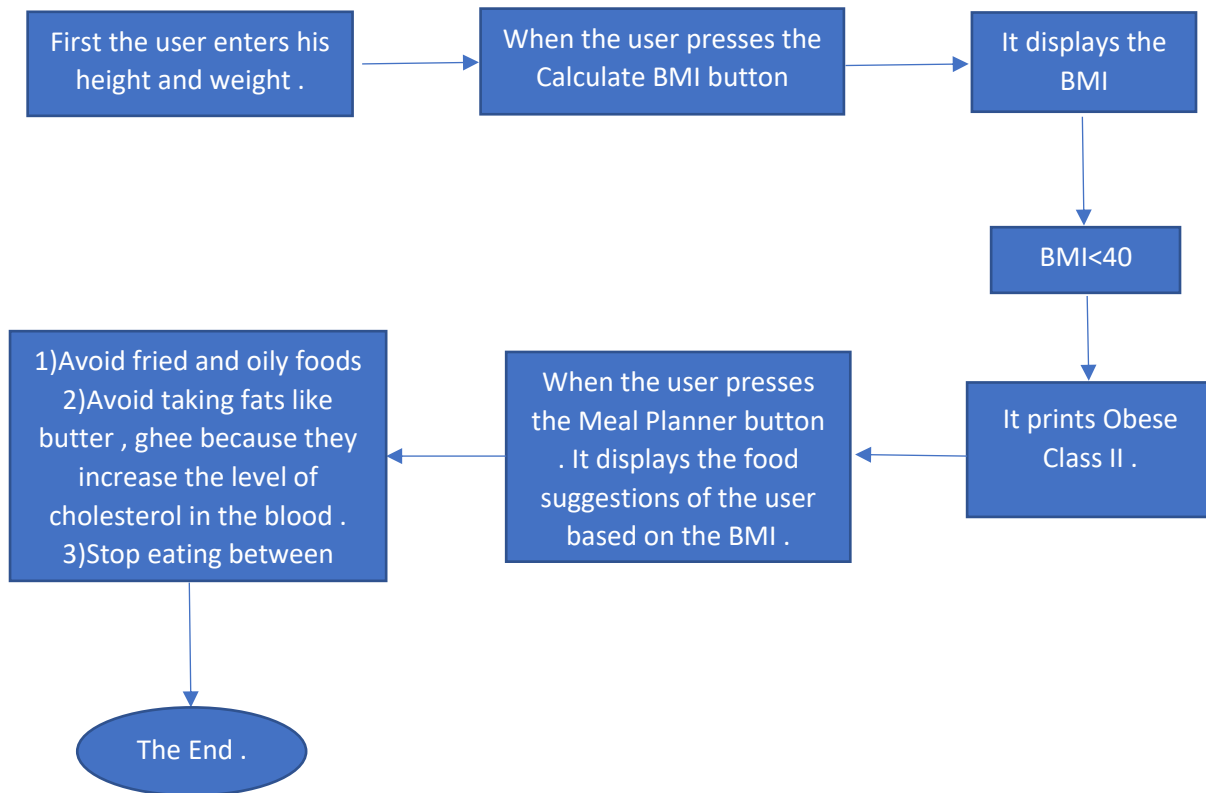 First the user enters his
height and weight .
When the user presses the
Calculate BMI button
It displays the
BMI
BMI<40
It prints Obese
Class II .
When the user presses
the Meal Planner button
. It displays the food
suggestions of the user
based on the BMI .
1)Avoid fried and oily foods
2)Avoid taking fats like
butter , ghee because they
increase the level of
cholesterol in the blood .
3)Stop eating between
The End .